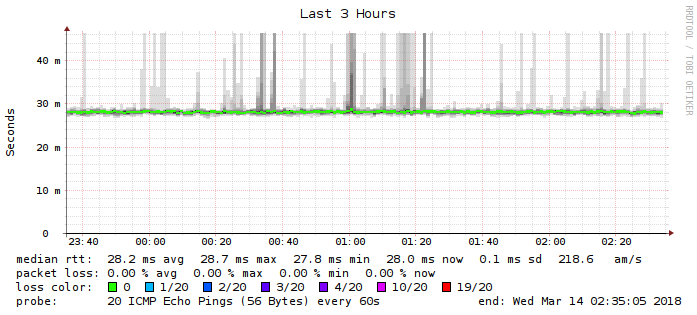 Last 3 Hours
RRDTOOL / TOBI OETIKER
Seconds
40 m
30 m
20 m
10 m
0
23:40 00:00 00:20 00:40 01:00 01:20 01:40 02:00 02:20
median rtt: 28.2 ms avg 28.7 ms max 27.8 ms min 28.0 ms now 0.1 ms sd 218.6 am/s
packet loss: 0.00 % avg 0.00 % max 0.00 % min 0.00 % now
loss color: 0 1/20 2/20 3/20 4/20 10/20 19/20
probe: 20 ICMP Echo Pings (56 Bytes) every 60s end: Wed Mar 14 02:35:05 2018